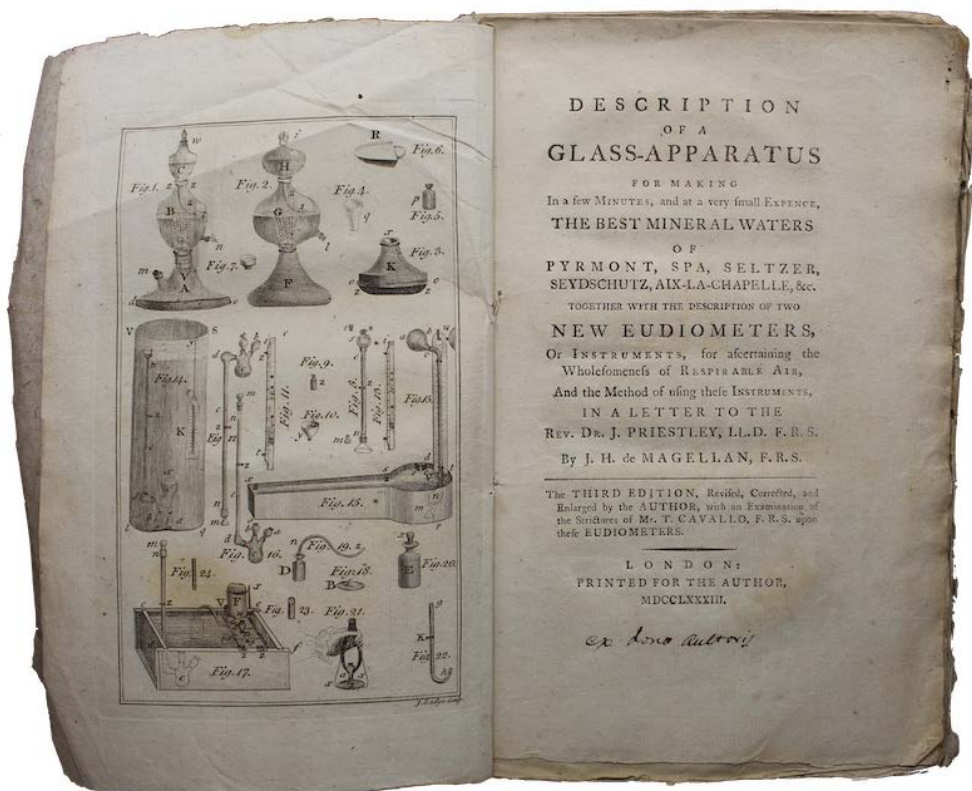 w
i
R
Fig.6.
C
H
Fig.1.
Fig.2.
Fig.4.
p
q
Fig.5.
B
G
n
l
x
Fig.3.
m
Fig.7.
K
V
A
F
V
S
Fig.14.
Fig.9.
Fig.11.
Fig.10.
K
Fig.15.
Fig. 16.
Fig. 19.
D
Fig.18.
B
E
Fig.20.
Fig. 24.
V
F
Fig. 23.
Fig.21.
K
Fig. 22.
Fig.17.
DESCRIPTION
OF A
GLASS-APPARATUS
FOR MAKING
In a few MINUTES, and at a very ſmall EXPENCE,
THE BEST MINERAL WATERS
OF
PYRMONT, SPA, SELTZER,
SEYDSCHUTZ, AIX-LA-CHAPELLE, &c.
TOGETHER WITH THE DESCRIPTION OF TWO
NEW EUDIOMETERS,
Or INSTRUMENTS, for aſcertaining the
Wholeſomeneſs of RESPIRABLE AIR,
And the Method of uſing theſe INSTRUMENTS,
IN A LETTER TO THE
REV. DR. J. PRIESTLEY, LL.D. F.R.S.
By J. H. de MAGELLAN, F.R.S.
The THIRD EDITION, Reviſed, Corrected, and
Enlarged by the AUTHOR, with an Examination of
the Strictures of Mr. T. CAVALLO, F.R.S. upon
theſe EUDIOMETERS.
LONDON:
PRINTED FOR THE AUTHOR,
MDCCLXXXIII.
ex dono auctoris